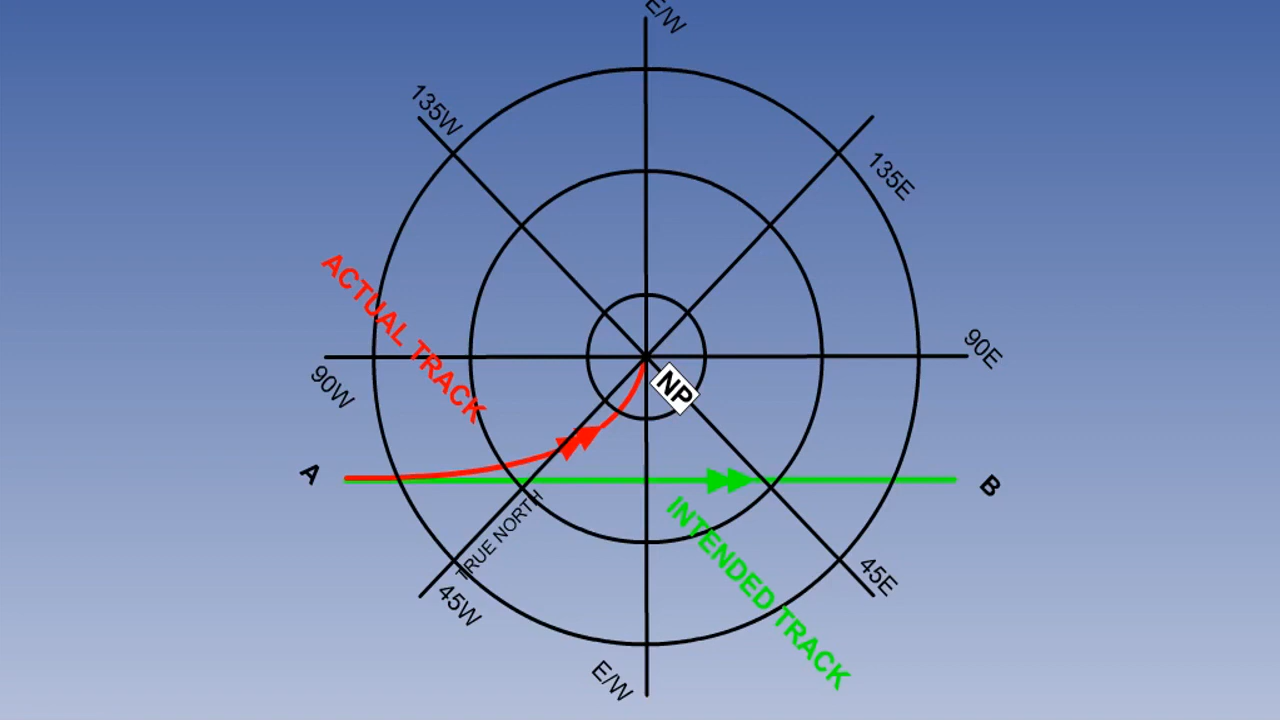 E/W
135W
135E
ACTUAL TRACK
90E
90W
NP
A
B
TRUE NORTH
INTENDED TRACK
45W
45E
E/W